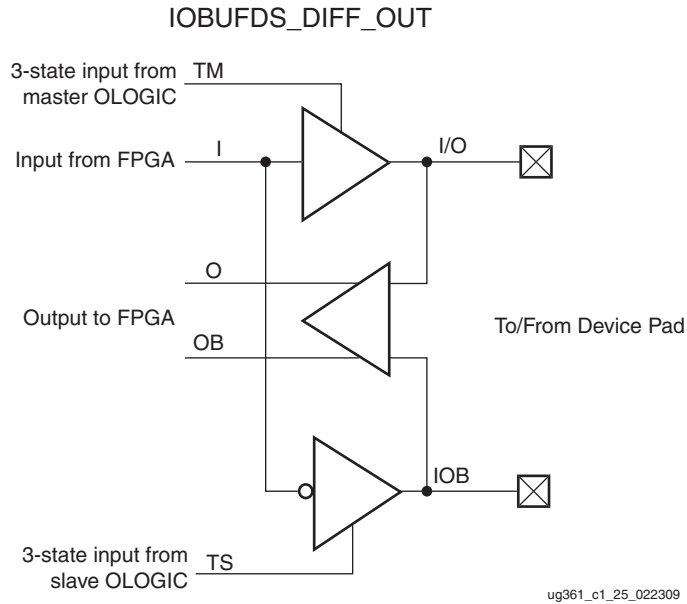 IOBUFDS_DIFF_OUT
3-state input from
master OLOGIC
TM
Input from FPGA
I
I/O
O
Output to FPGA
To/From Device Pad
OB
IOB
3-state input from
slave OLOGIC
TS
ug361_c1_25_022309